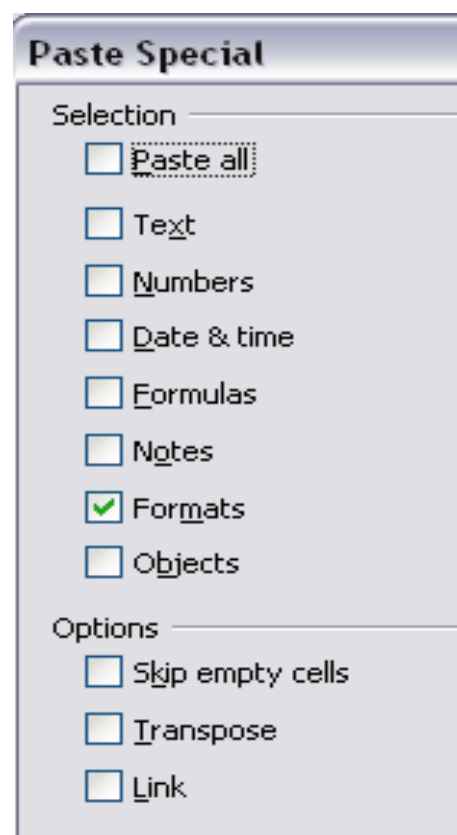 Paste Special
Selection
Paste all
Text
Numbers
Date & time
Formulas
Notes
Formats
Objects
Options
Skip empty cells
Transpose
Link